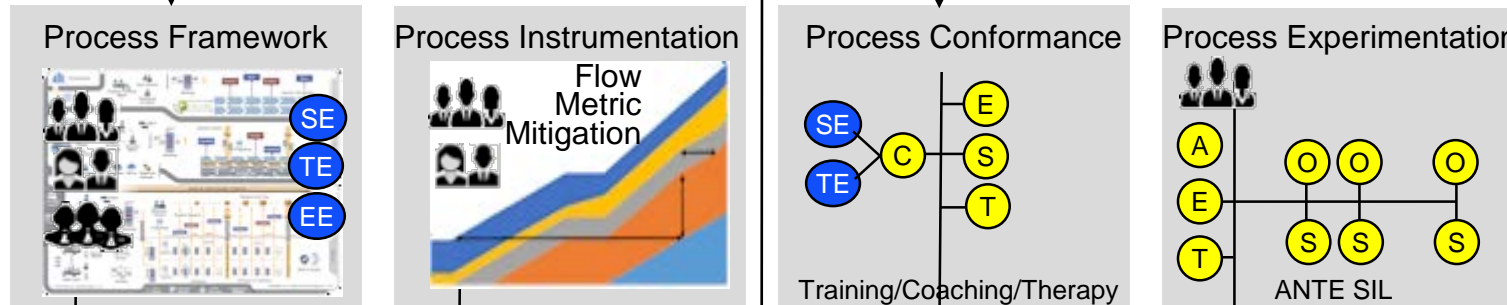 Process Framework
SE
TE
EE
Process Instrumentation
Flow
Metric
Mitigation
Process Conformance
SE
TE
C
E
S
T
Training/Coaching/Therapy
Process Experimentation
A
E
T
O O O
S S S
ANTE SIL